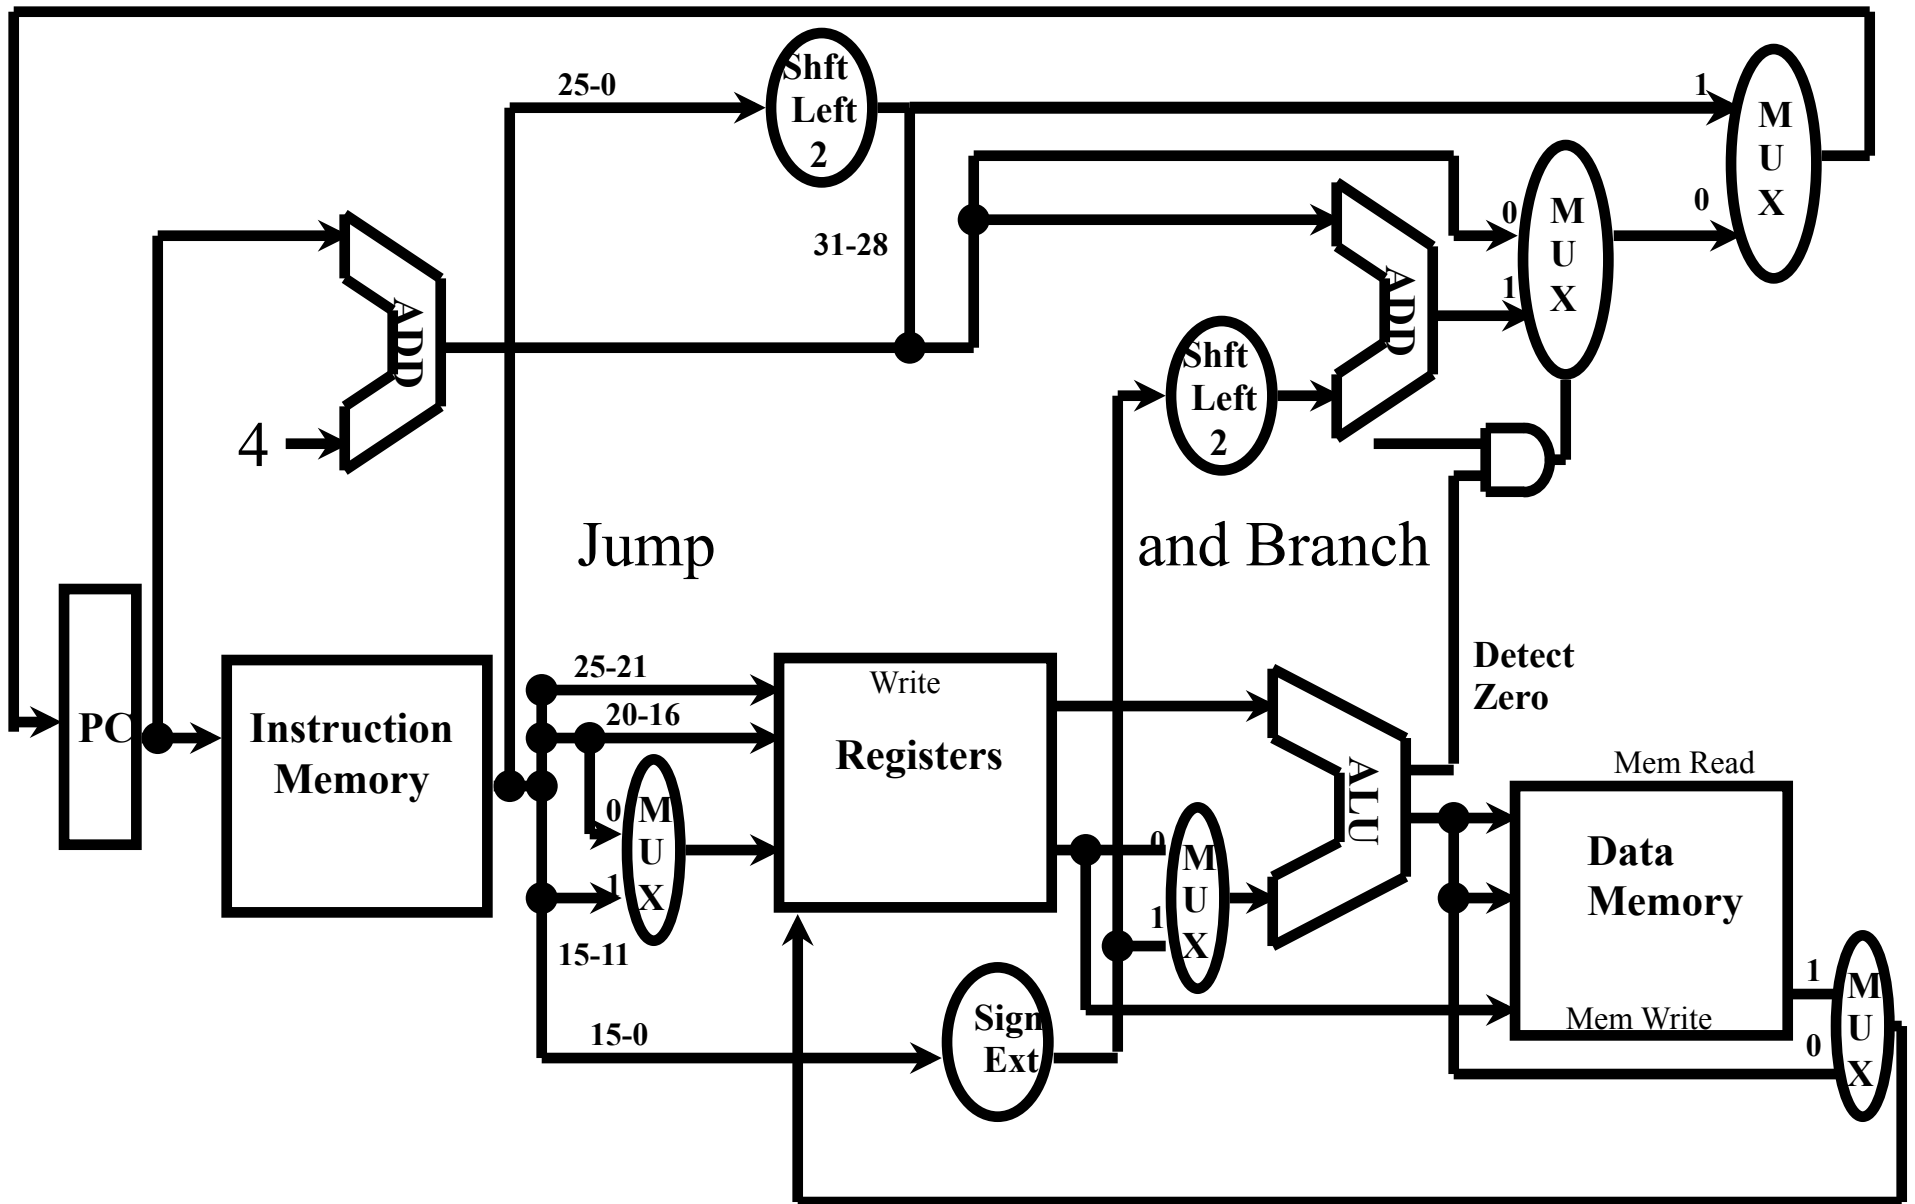 25-0
Shft
Left
2
1
M
U
X
0
31-28
ADD
4
0
M
U
X
1
ADD
Shft
Left
2
Jump and Branch
PC
Instruction
Memory
25-21
20-16
0
M
U
X
1
15-11
15-0
Write
Registers
Sign
Ext
0
M
U
X
1
ALU
Detect
Zero
Mem Read
Data
Memory
Mem Write
1
M
U
X
0